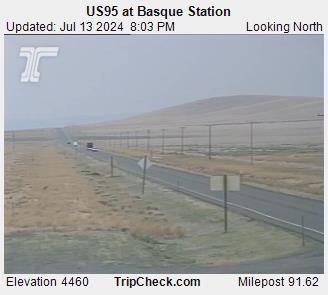 US95 at Basque Station
Updated: Jul 13 2024 8:03 PM Looking North
Elevation 4460 TripCheck.com Milepost 91.62